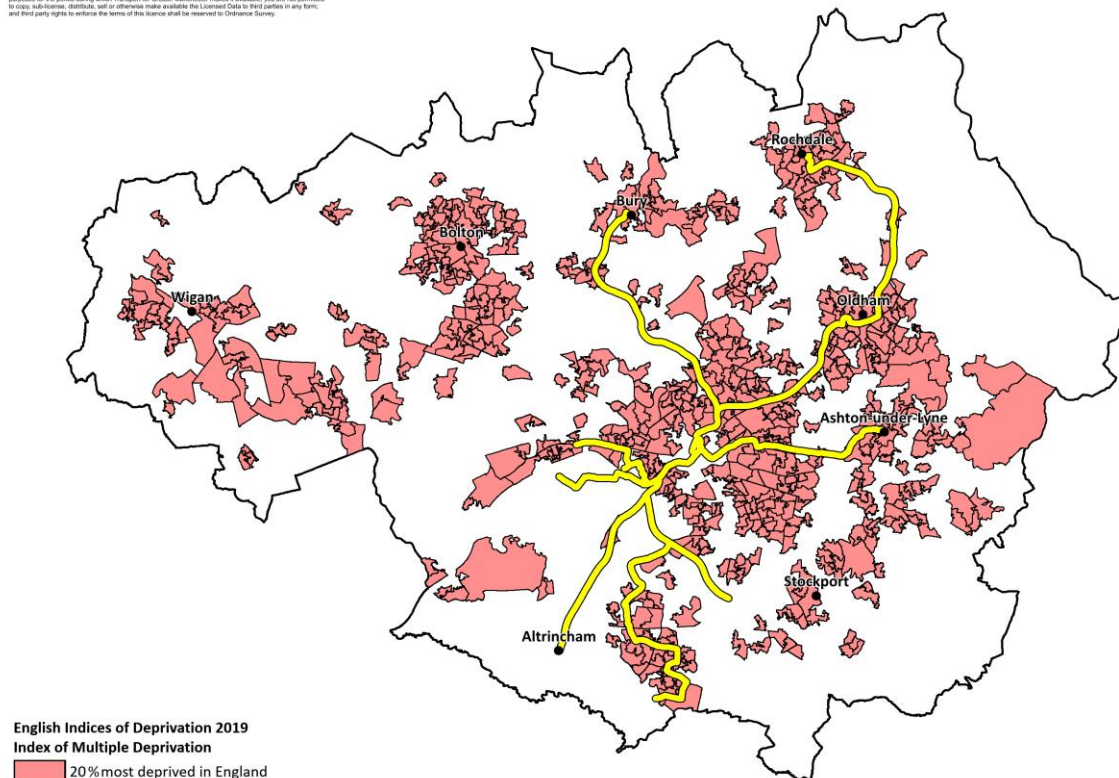 to copy, sub-license, distribute, sell or otherwise make available the Licensed Data to third parties in any form;
and third party rights to enforce the terms of this licence shall be reserved to Ordnance Survey.
Rochdale
Bury
Bolton
Wigan
Oldham
Ashton-under-Lyne
Stockport
Altrincham
English Indices of Deprivation 2019
Index of Multiple Deprivation
20% most deprived in England